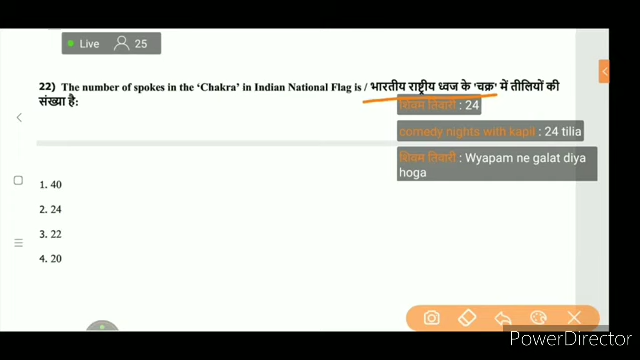 Live 25
22) The number of spokes in the ‘Chakra’ in Indian National Flag is / भारतीय राष्ट्रीय ध्वज के 'चक्र' में तीलियों की
संख्या है:
शिवम तिवारी : 24
comedy nights with kapil : 24 tilia
शिवम तिवारी : Wyapam ne galat diya
hoga
1. 40
2. 24
3. 22
4. 20
PowerDirector